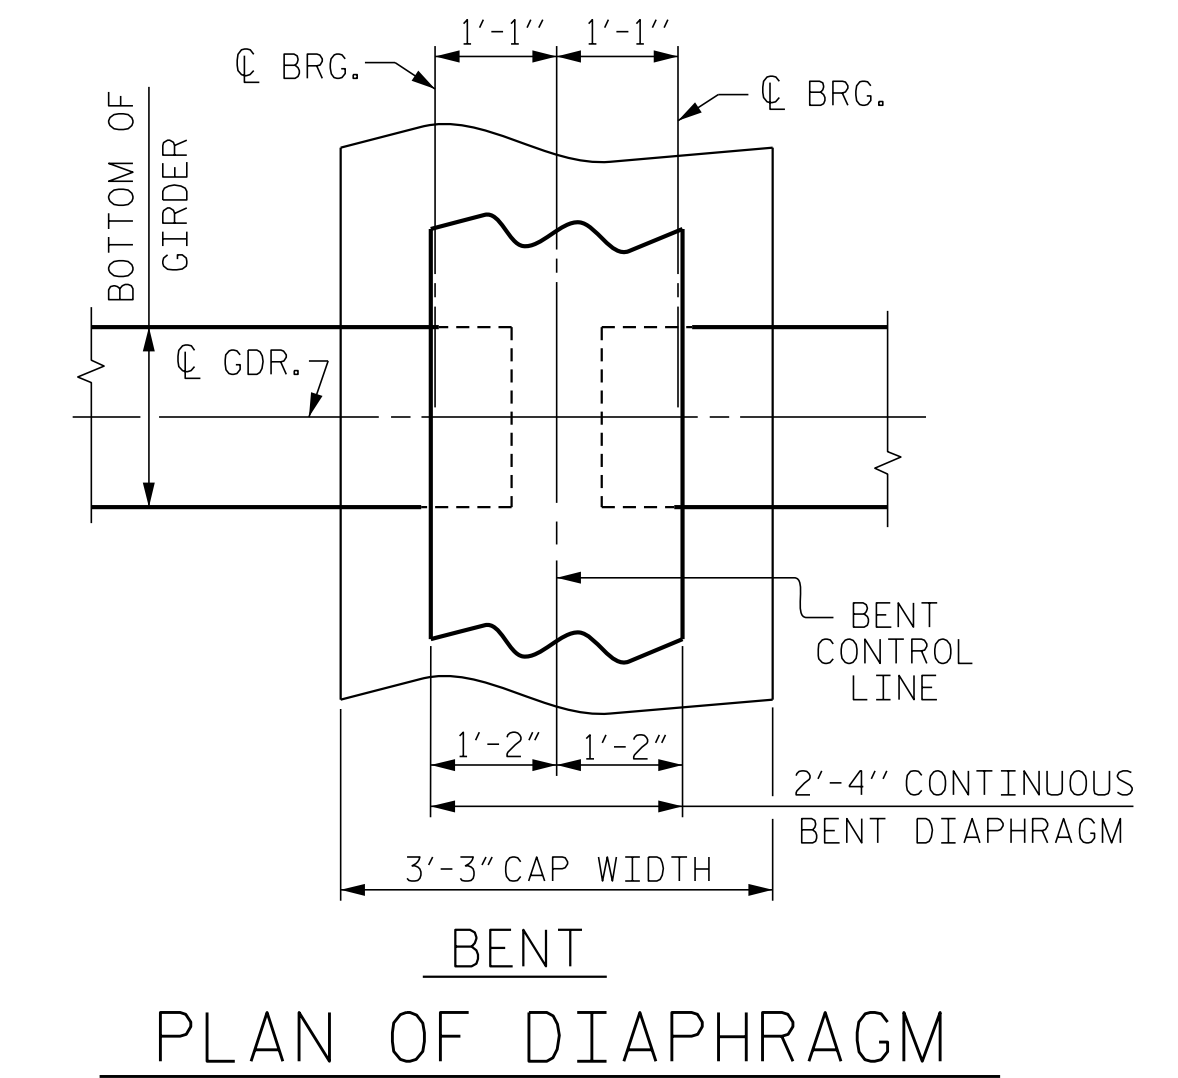 1'-1''
1'-1''
℄ BRG.
℄ BRG.
BOTTOM OF
GIRDER
℄ GDR.
BENT
CONTROL
LINE
1'-2"
1'-2"
2'-4'' CONTINUOUS
BENT DIAPHRAGM
3'-3" CAP WIDTH
BENT
PLAN OF DIAPHRAGM